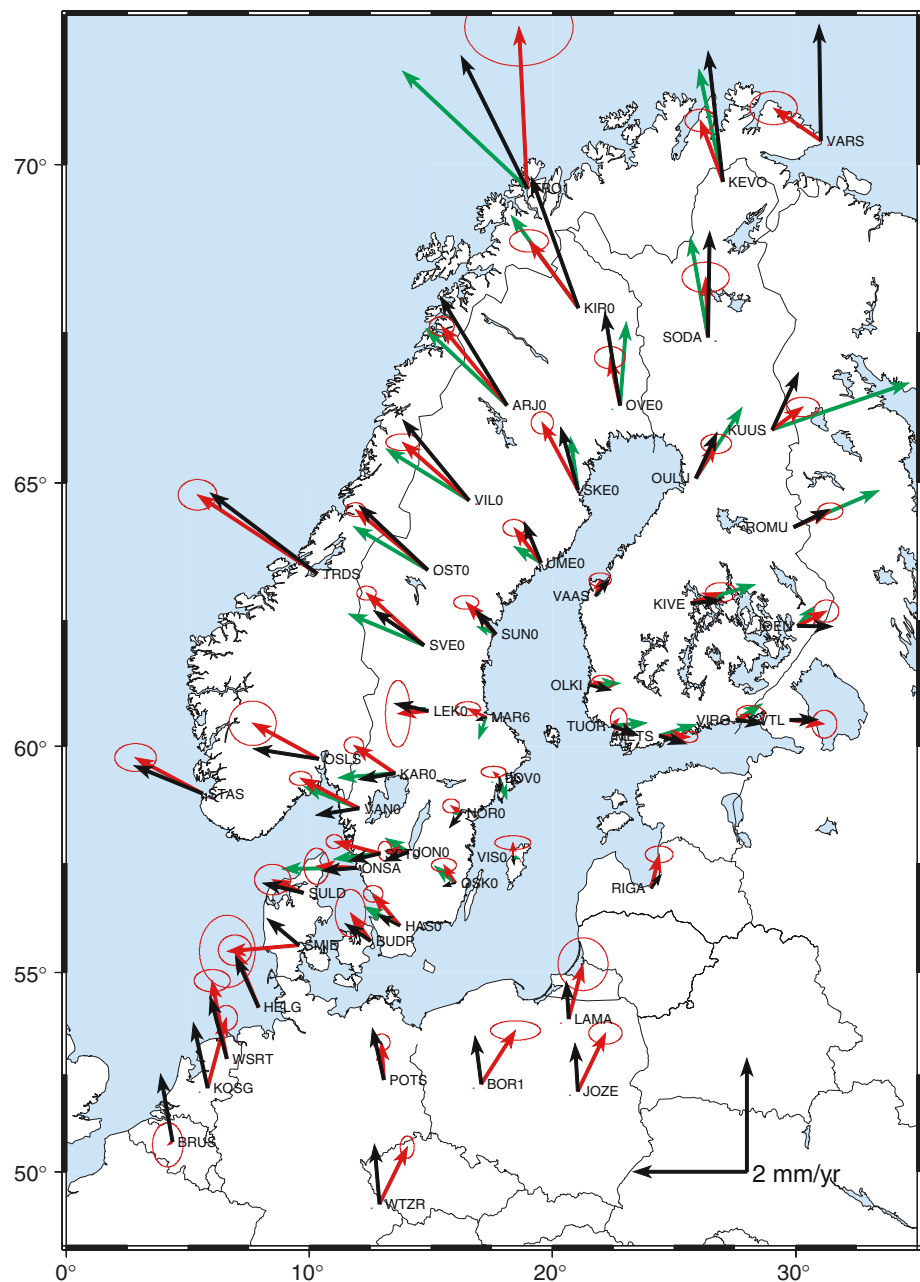 VARS
70°
KEVO
KIR0
SODA
ARJ0
OVE0
KUUS
OULU
65°
VIL0
SKE0
ROMU
OST0
UME0
TRDS
VAAS
KIVE
JOEN
SUN0
SVE0
OLKI
LEK0
MAR6
TUOR
METS
VIRO
60°
OSLS
KAR0
STAS
VAN0
NOR0
JON0
VIS0
ONSA
OSK0
RIGA
SULD
HAS0
BUDP
SMID
55°
HELG
LAMA
WSRT
POTS
KOSG
BOR1
JOZE
BRUS
50°
2 mm/yr
WTZR
0°
10°
20°
30°